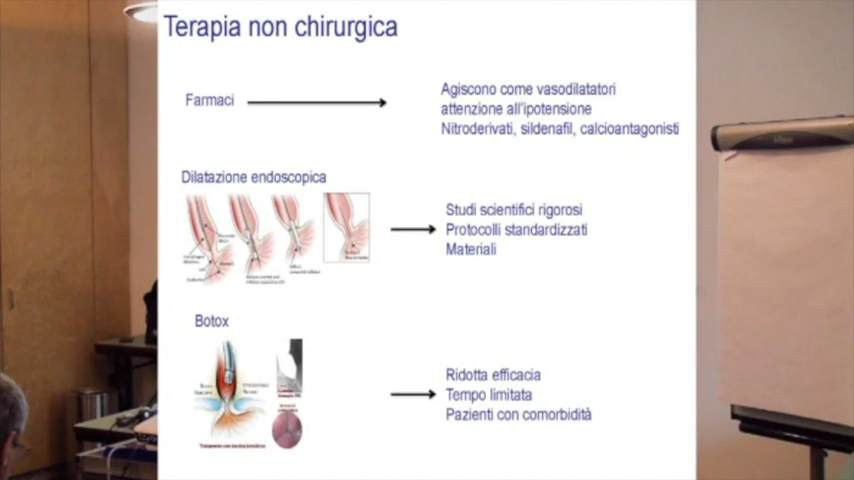 Terapia non chirurgica
Farmaci
Agiscono come vasodilatatori
attenzione all'ipotensione
Nitroderivati, sildenafil, calcioantagonisti
Dilatazione endoscopica
Studi scientifici rigorosi
Protocolli standardizzati
Materiali
Botox
Ridotta efficacia
Tempo limitata
Pazienti con comorbidità